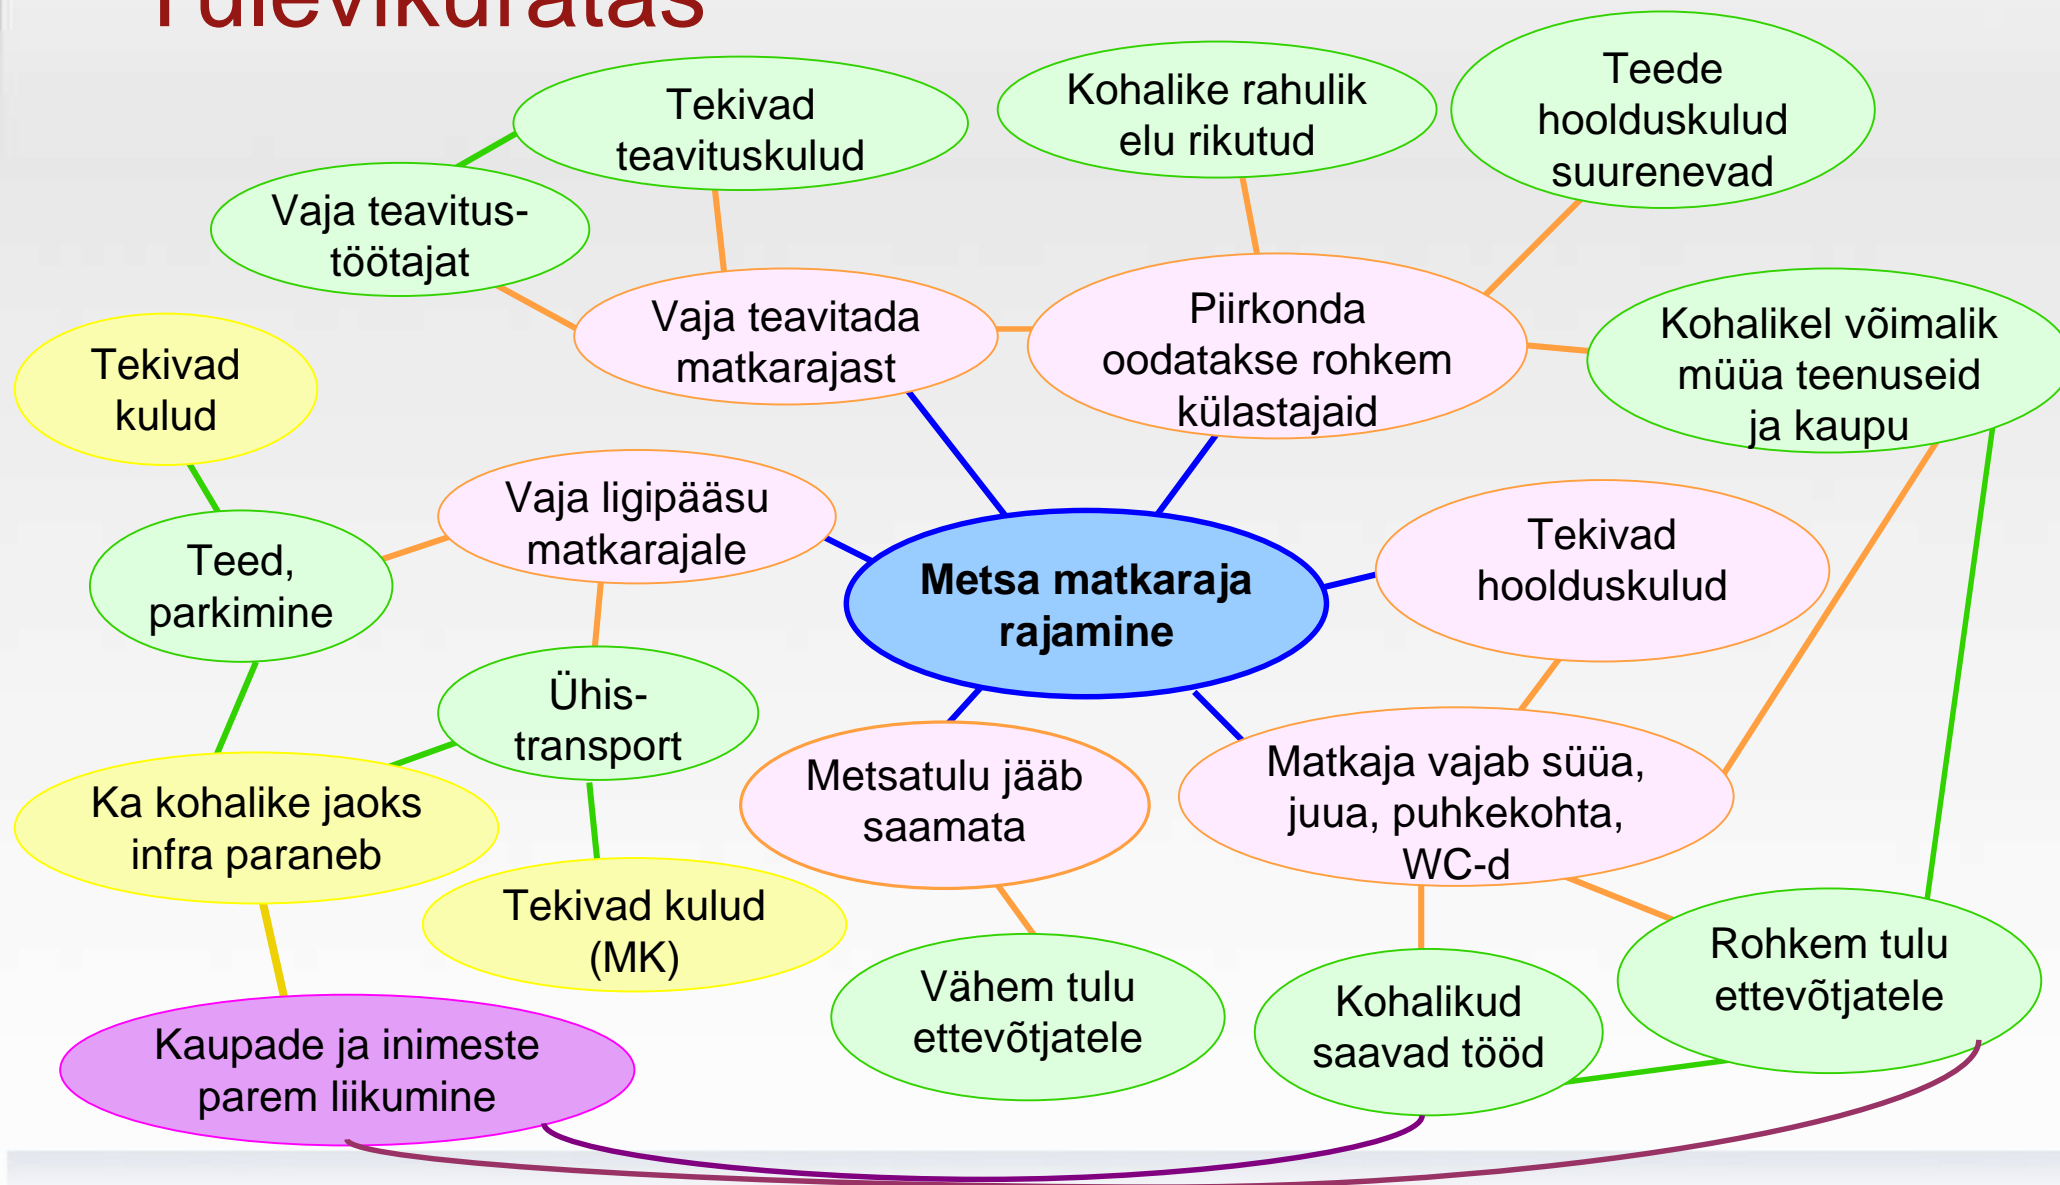 Tulevikuratas
Tekivad
teavituskulud
Kohalike rahulik
elu rikutud
Teede
hoolduskulud
suurenevad
Vaja teavitus-
töötajat
Vaja teavitada
matkarajast
Piirkonda
oodatakse rohkem
külastajaid
Kohalikel võimalik
müüa teenuseid
ja kaupu
Tekivad
kulud
Vaja ligipääsu
matkarajale
Teed,
parkimine
Metsa matkaraja
rajamine
Tekivad
hoolduskulud
Ühis-
transport
Ka kohalike jaoks
infra paraneb
Metsatulu jääb
saamata
Matkaja vajab süüa,
juua, puhkekohta,
WC-d
Tekivad kulud
(MK)
Vähem tulu
ettevõtjatele
Kohalikud
saavad tööd
Rohkem tulu
ettevõtjatele
Kaupade ja inimeste
parem liikumine